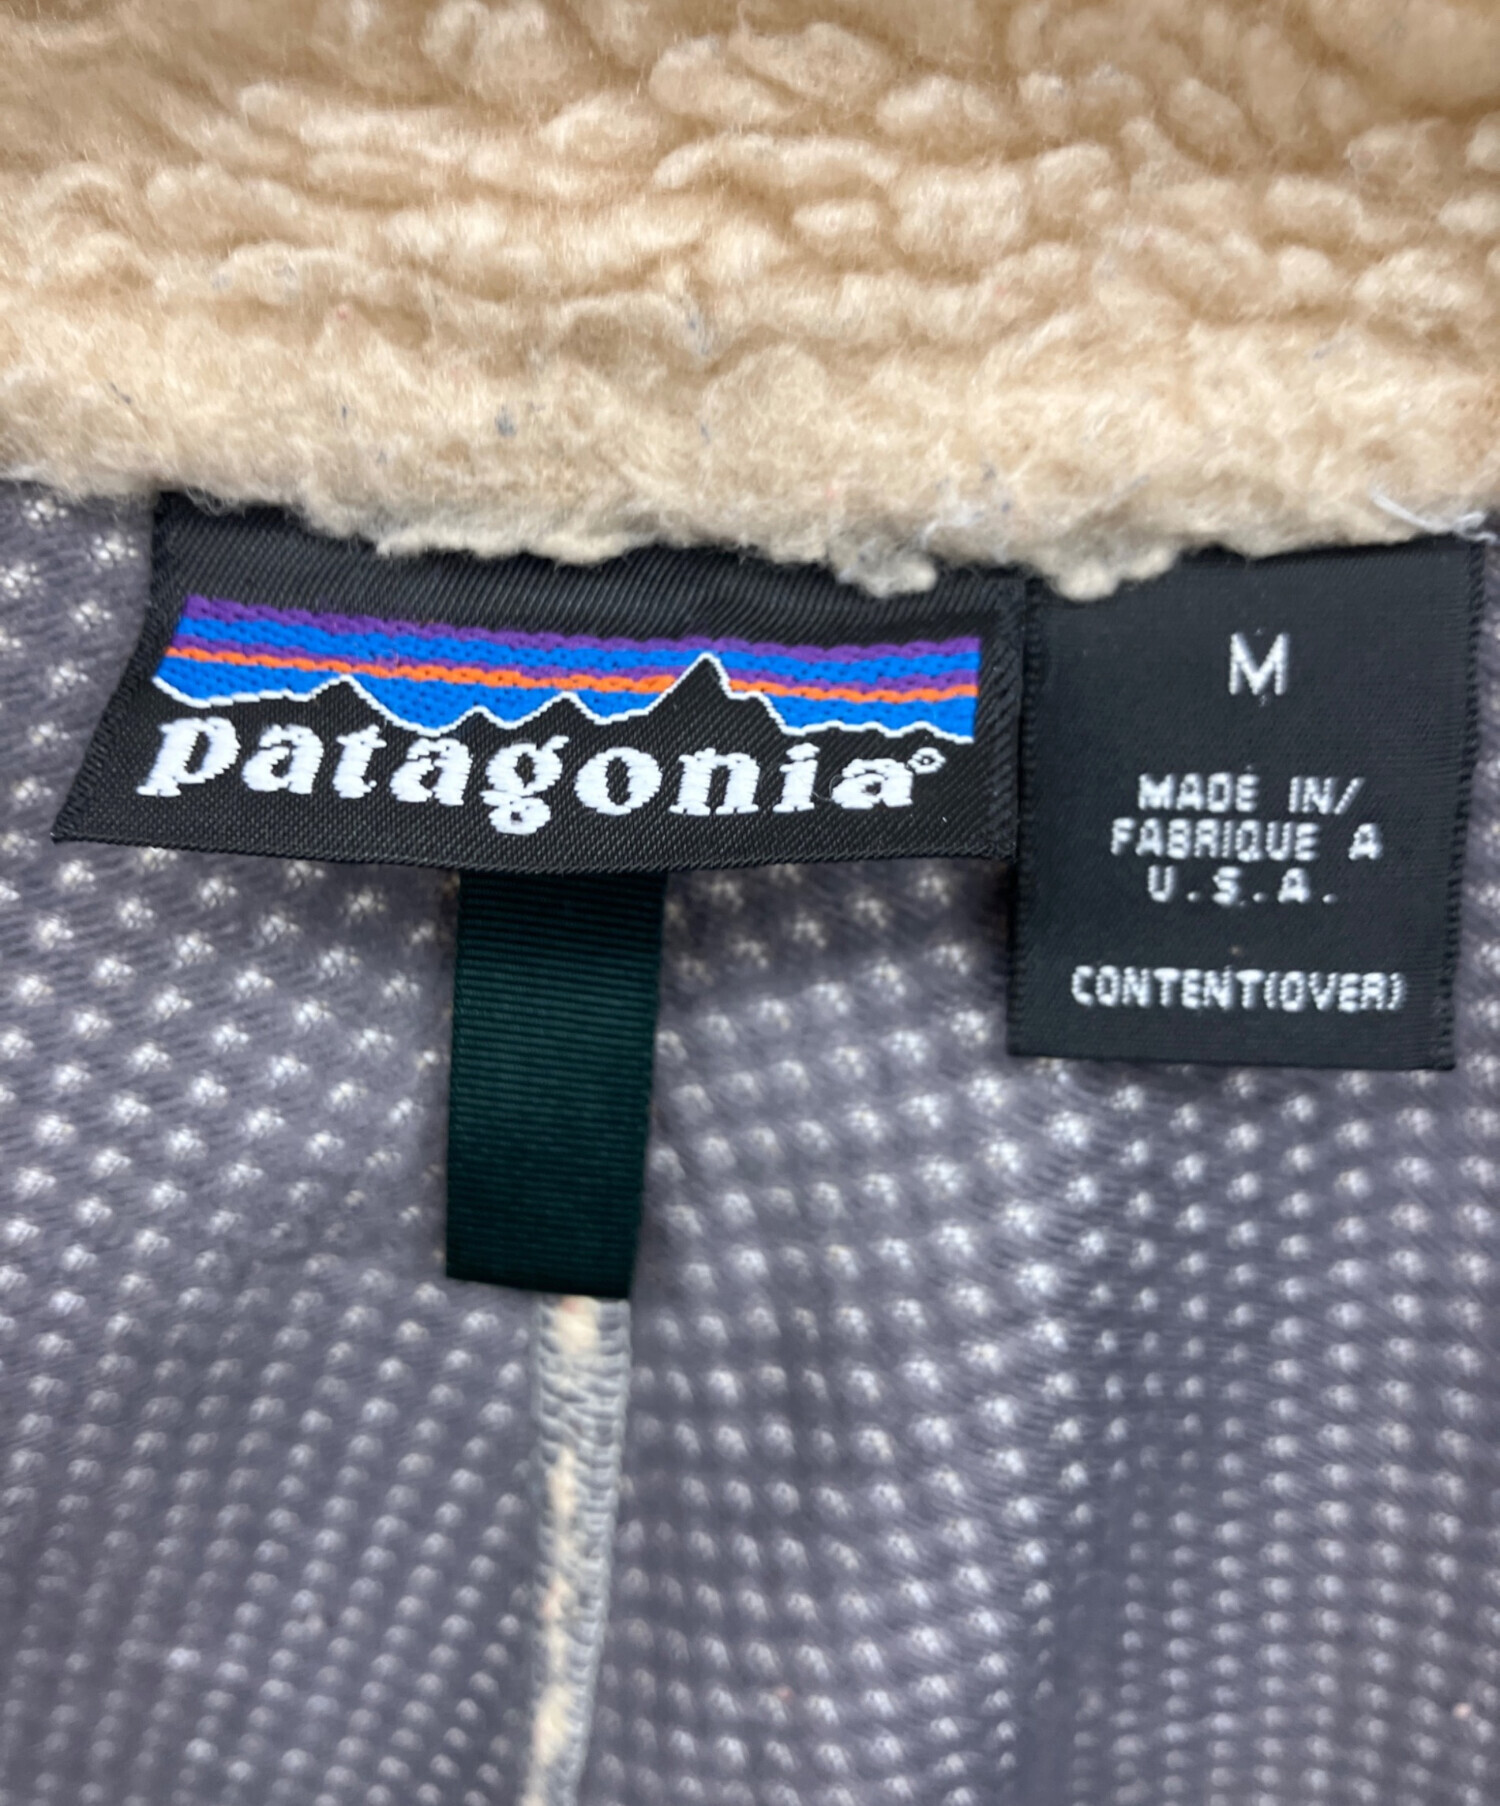 patagonia®
M
MADE IN/
FABRIQUE A
U.S.A.
CONTENT(OVER)